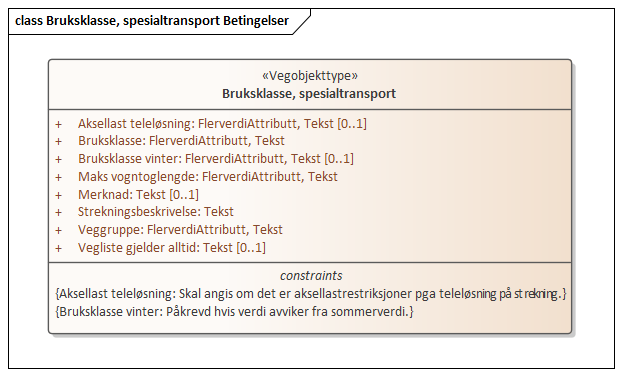 class Bruksklasse, spesialtransport Betingelser
«Vegobjekttype»
Bruksklasse, spesialtransport
+ Aksellast teleløsning: FlerverdiAttributt, Tekst [0..1]
+ Bruksklasse: FlerverdiAttributt, Tekst
+ Bruksklasse vinter: FlerverdiAttributt, Tekst [0..1]
+ Maks vogntoglengde: FlerverdiAttributt, Tekst
+ Merknad: Tekst [0..1]
+ Strekningsbeskrivelse: Tekst
+ Veggruppe: FlerverdiAttributt, Tekst
+ Vegliste gjelder alltid: Tekst [0..1]
constraints
{Aksellast teleløsning: Skal angis om det er aksellastrestriksjoner pga teleløsning på strekning.}
{Bruksklasse vinter: Påkrevd hvis verdi avviker fra sommerverdi.}